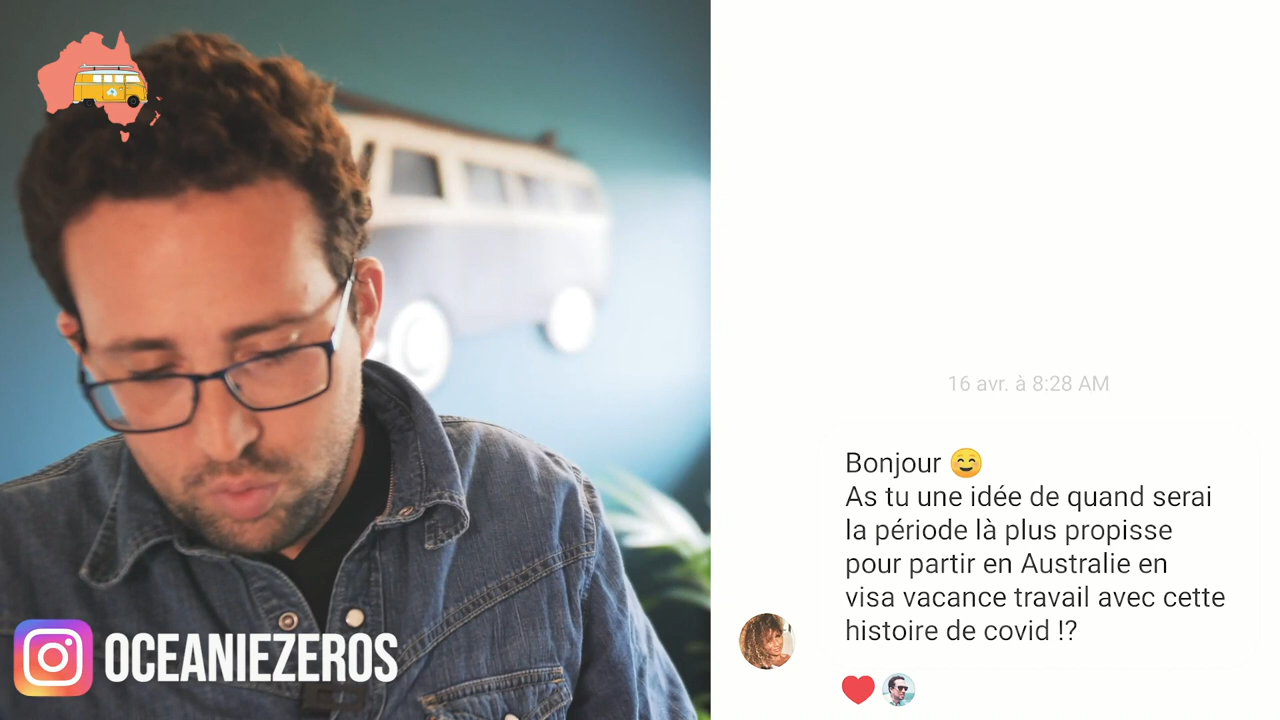 OCEANIEZEROS
16 avr. à 8:28 AM
Bonjour 😊
As tu une idée de quand serai
la période là plus propisse
pour partir en Australie en
visa vacance travail avec cette
histoire de covid !?